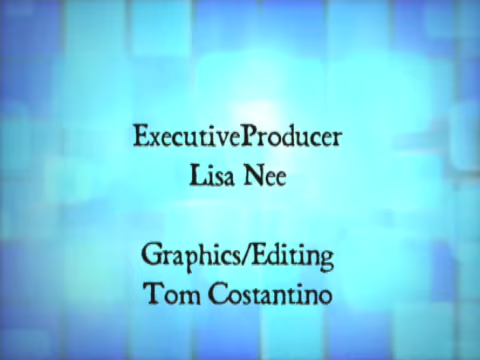 ExecutiveProducer
Lisa Nee
Graphics/Editing
Tom Costantino